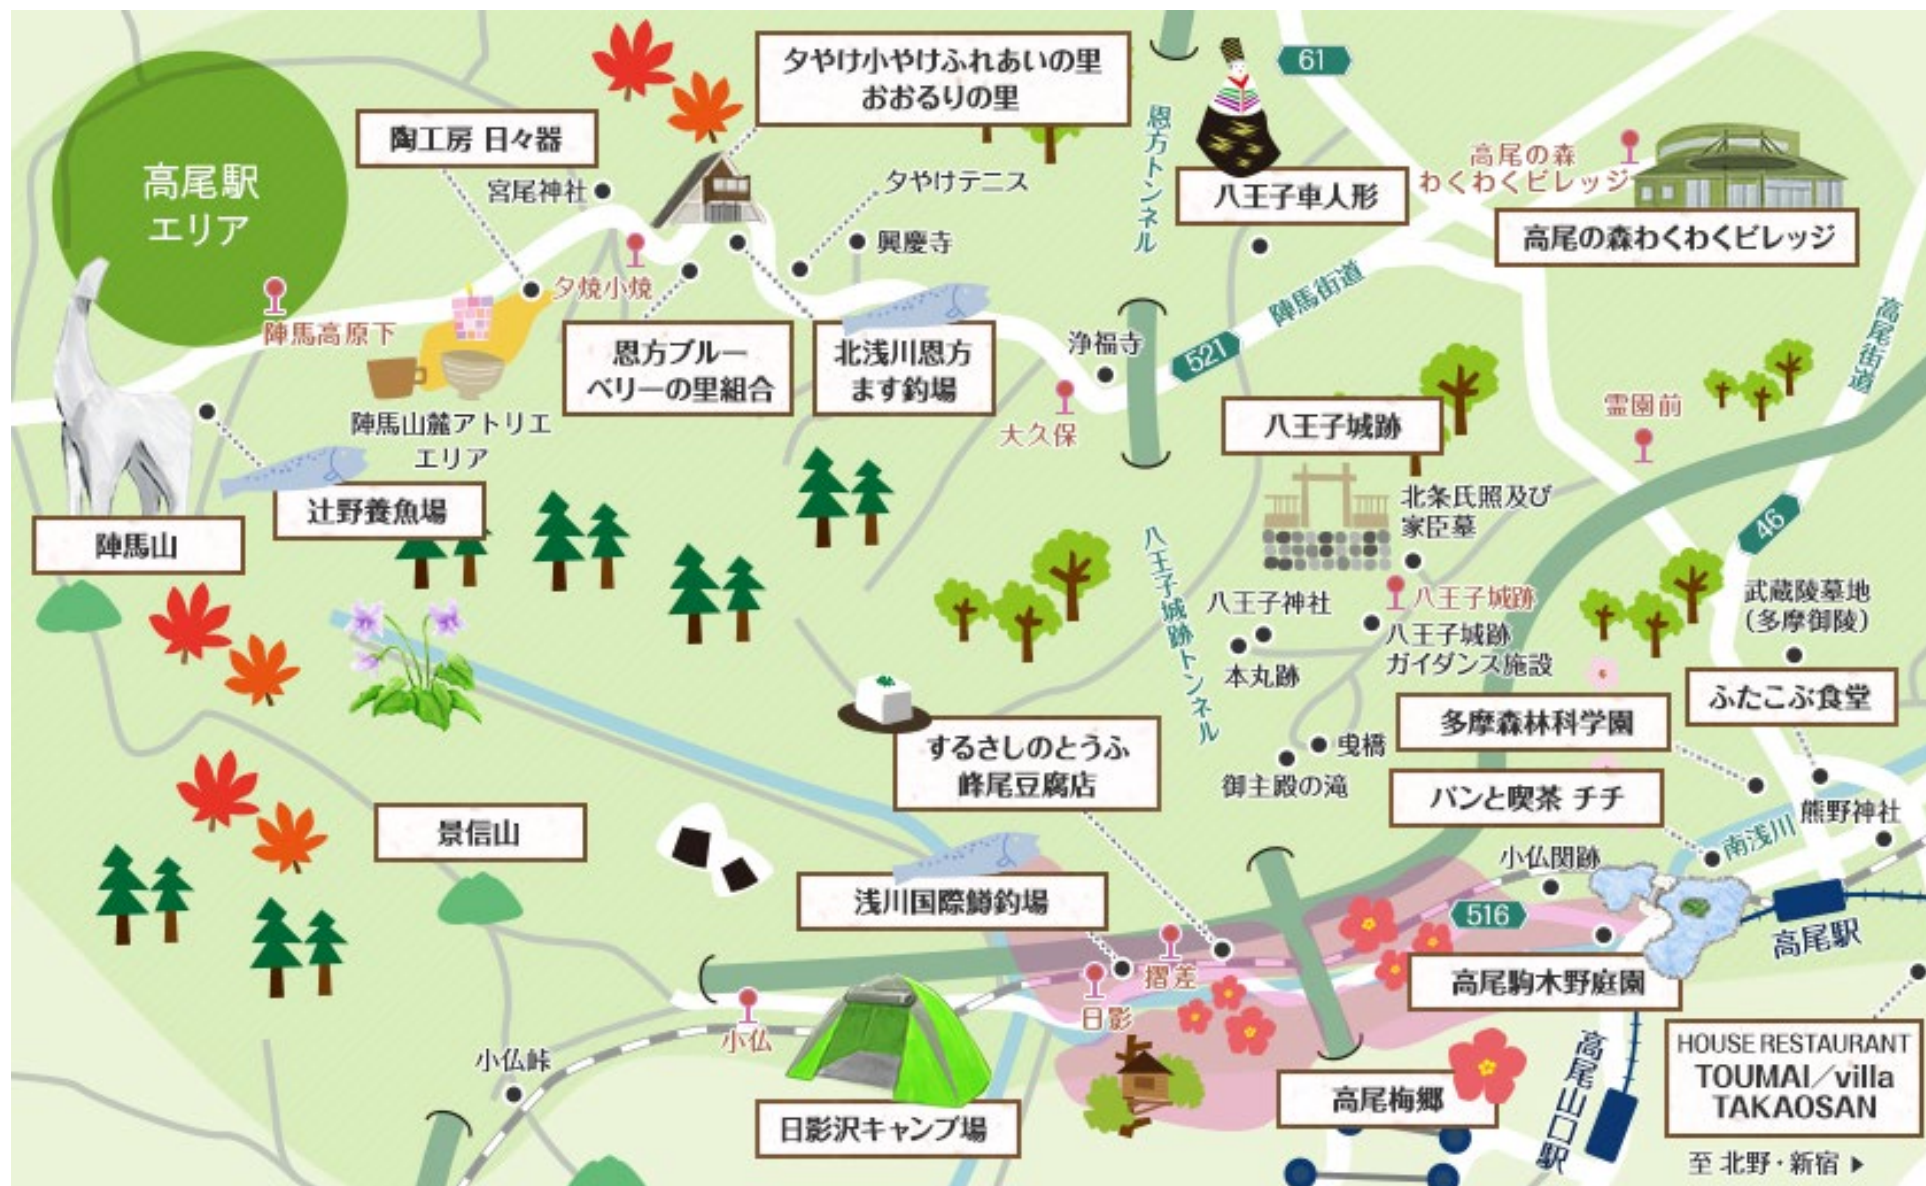 高尾駅
エリア
陶工房 日々器
夕やけ小やけふれあいの里
おおるりの里
61
恩方トンネル
高尾の森
わくわくビレッジ
宮尾神社
夕やけテニス
八王子車人形
興慶寺
高尾の森わくわくビレッジ
夕焼小焼
陣馬高原下
陣馬街道
高尾街道
恩方ブルー
ベリーの里組合
北浅川恩方
ます釣場
浄福寺
521
陣馬山麓アトリエ
エリア
大久保
八王子城跡
霊園前
辻野養魚場
陣馬山
北条氏照及び
家臣墓
46
八王子城跡トンネル
八王子神社
八王子城跡
武蔵陵墓地
(多摩御陵)
八王子城跡
ガイダンス施設
本丸跡
ふたこぶ食堂
多摩森林科学園
するさしのとうふ
峰尾豆腐店
曳橋
御主殿の滝
パンと喫茶 チチ
熊野神社
景信山
南浅川
小仏関跡
浅川国際鱒釣場
516
高尾駅
摺差
高尾駒木野庭園
日影
小仏
小仏峠
HOUSE RESTAURANT
TOUMAI/villa
TAKAOSAN
高尾山口駅
高尾梅郷
日影沢キャンプ場
至 北野・新宿 ▶